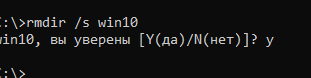 :\>rmdir /s win10
win10, вы уверены [Y(да)/N(нет)]? y
:\>